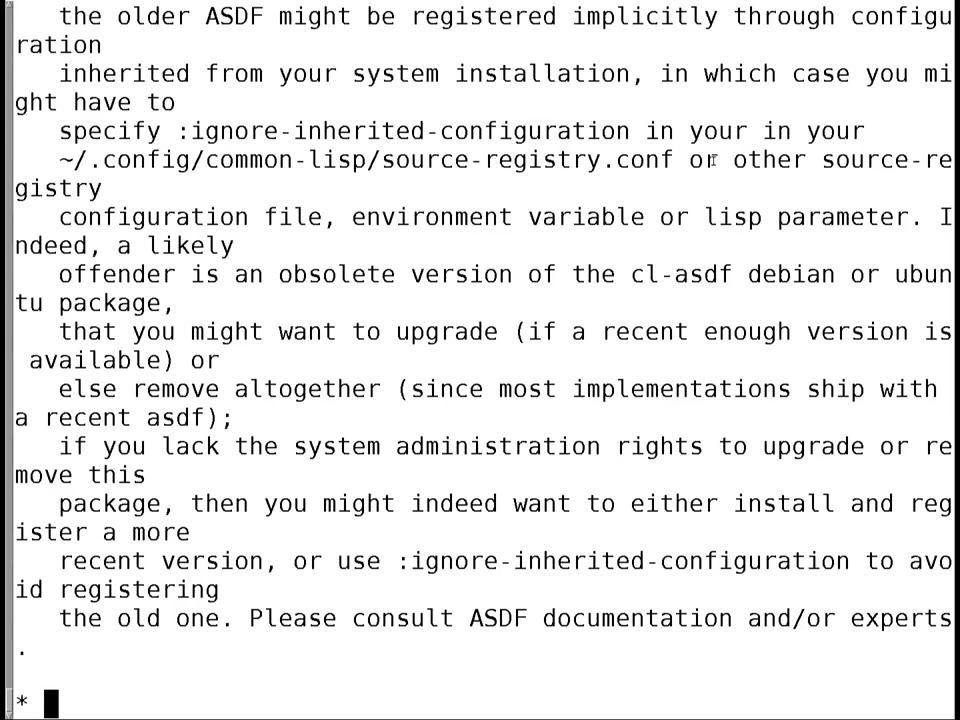 the older ASDF might be registered implicitly through configu
ration
inherited from your system installation, in which case you mi
ght have to
specify :ignore-inherited-configuration in your in your
~/.config/common-lisp/source-registry.conf or other source-re
gistry
configuration file, environment variable or lisp parameter. I
ndeed, a likely
offender is an obsolete version of the cl-asdf debian or ubun
tu package,
that you might want to upgrade (if a recent enough version is
available) or
else remove altogether (since most implementations ship with
a recent asdf);
if you lack the system administration rights to upgrade or re
move this
package, then you might indeed want to either install and reg
ister a more
recent version, or use :ignore-inherited-configuration to avo
id registering
the old one. Please consult ASDF documentation and/or experts
.
*